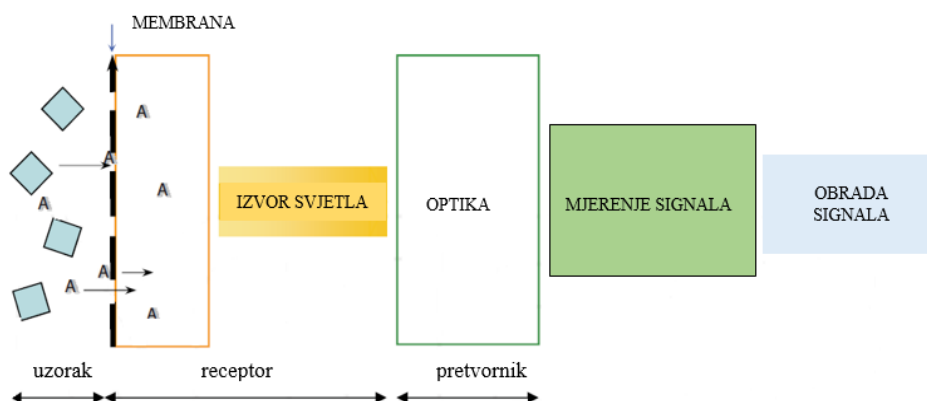 MEMBRANA
A
A
A
A
A
A
A
IZVOR SVJETLA
OPTIKA
MJERENJE SIGNALA
OBRADA
SIGNALA
uzorak
receptor
pretvornik